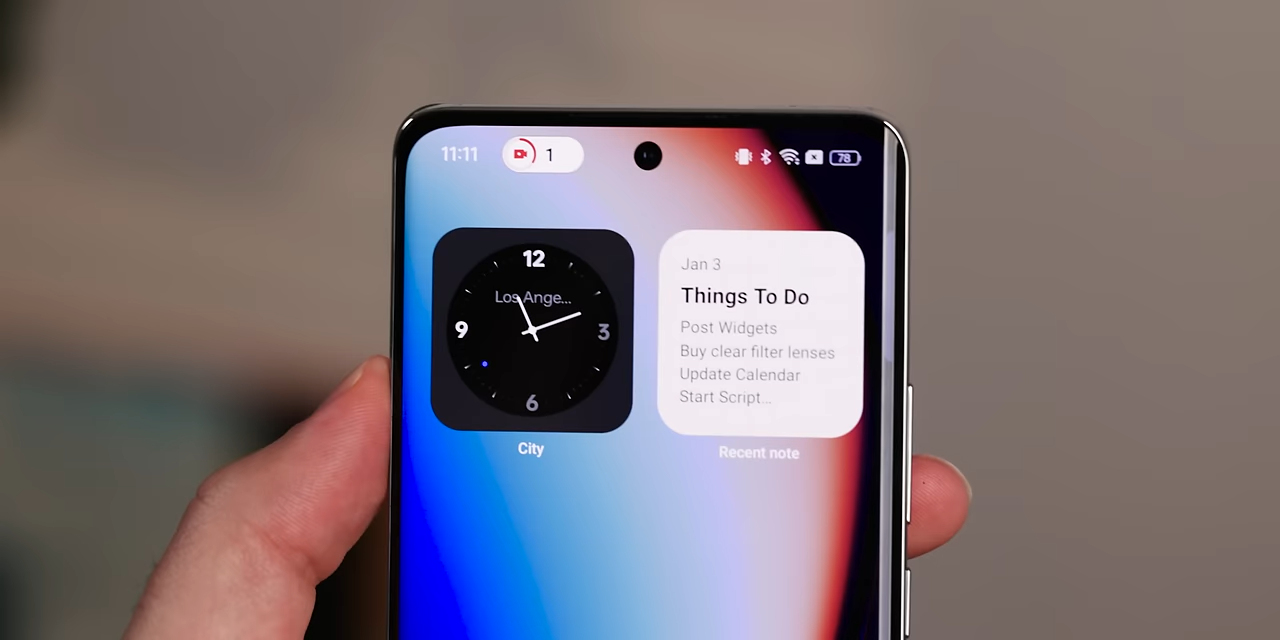 11:11
1
78
12
Los Ange...
9
3
6
City
Jan 3
Things To Do
Post Widgets
Buy clear filter lenses
Update Calendar
Start Script...
Recent note